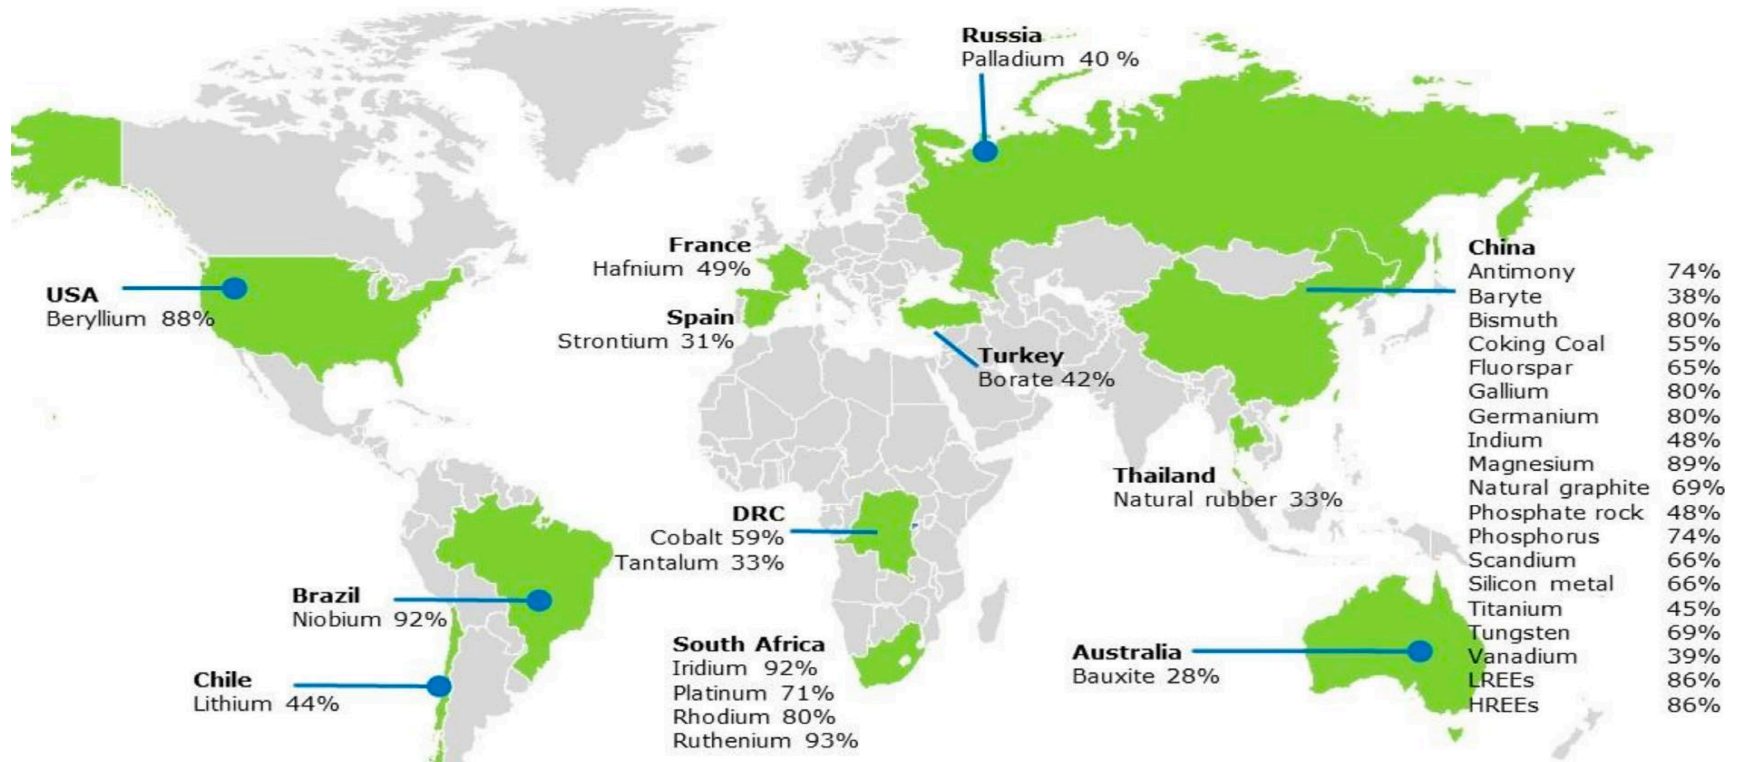 Russia
Palladium 40 %
France
Hafnium 49%
USA
Beryllium 88%
Spain
Strontium 31%
Turkey
Borate 42%
China
Antimony 74%
Baryte 38%
Bismuth 80%
Coking Coal 55%
Fluorspar 65%
Gallium 80%
Germanium 80%
Indium 48%
Magnesium 89%
Natural graphite 69%
Phosphate rock 48%
Phosphorus 74%
Scandium 66%
Silicon metal 66%
Titanium 45%
Tungsten 69%
Vanadium 39%
LREEs 86%
HREEs 86%
Thailand
Natural rubber 33%
DRC
Cobalt 59%
Tantalum 33%
Brazil
Niobium 92%
Chile
Lithium 44%
South Africa
Iridium 92%
Platinum 71%
Rhodium 80%
Ruthenium 93%
Australia
Bauxite 28%